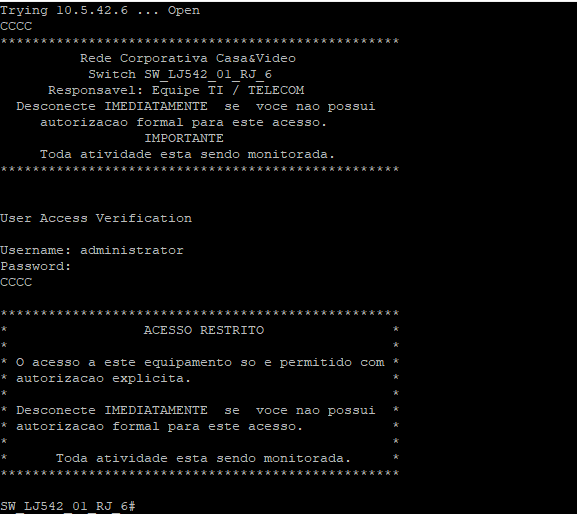 Trying 10.5.42.6 ... Open
CCCC
**************************************************
Rede Corporativa Casa&Video
Switch SW_LJ542_01_RJ_6
Responsavel: Equipe TI / TELECOM
Desconecte IMEDIATAMENTE  se  voce nao possui
autorizacao formal para este acesso.
IMPORTANTE
Toda atividade esta sendo monitorada.
**************************************************
User Access Verification
Username: administrator
Password:
CCCC
**************************************************
*                 ACESSO RESTRITO                *
*                                                *
* O acesso a este equipamento so e permitido com *
* autorizacao explicita.                         *
*                                                *
* Desconecte IMEDIATAMENTE  se  voce nao possui  *
* autorizacao formal para este acesso.           *
*                                                *
*      Toda atividade esta sendo monitorada.     *
**************************************************
SW_LJ542_01_RJ_6#